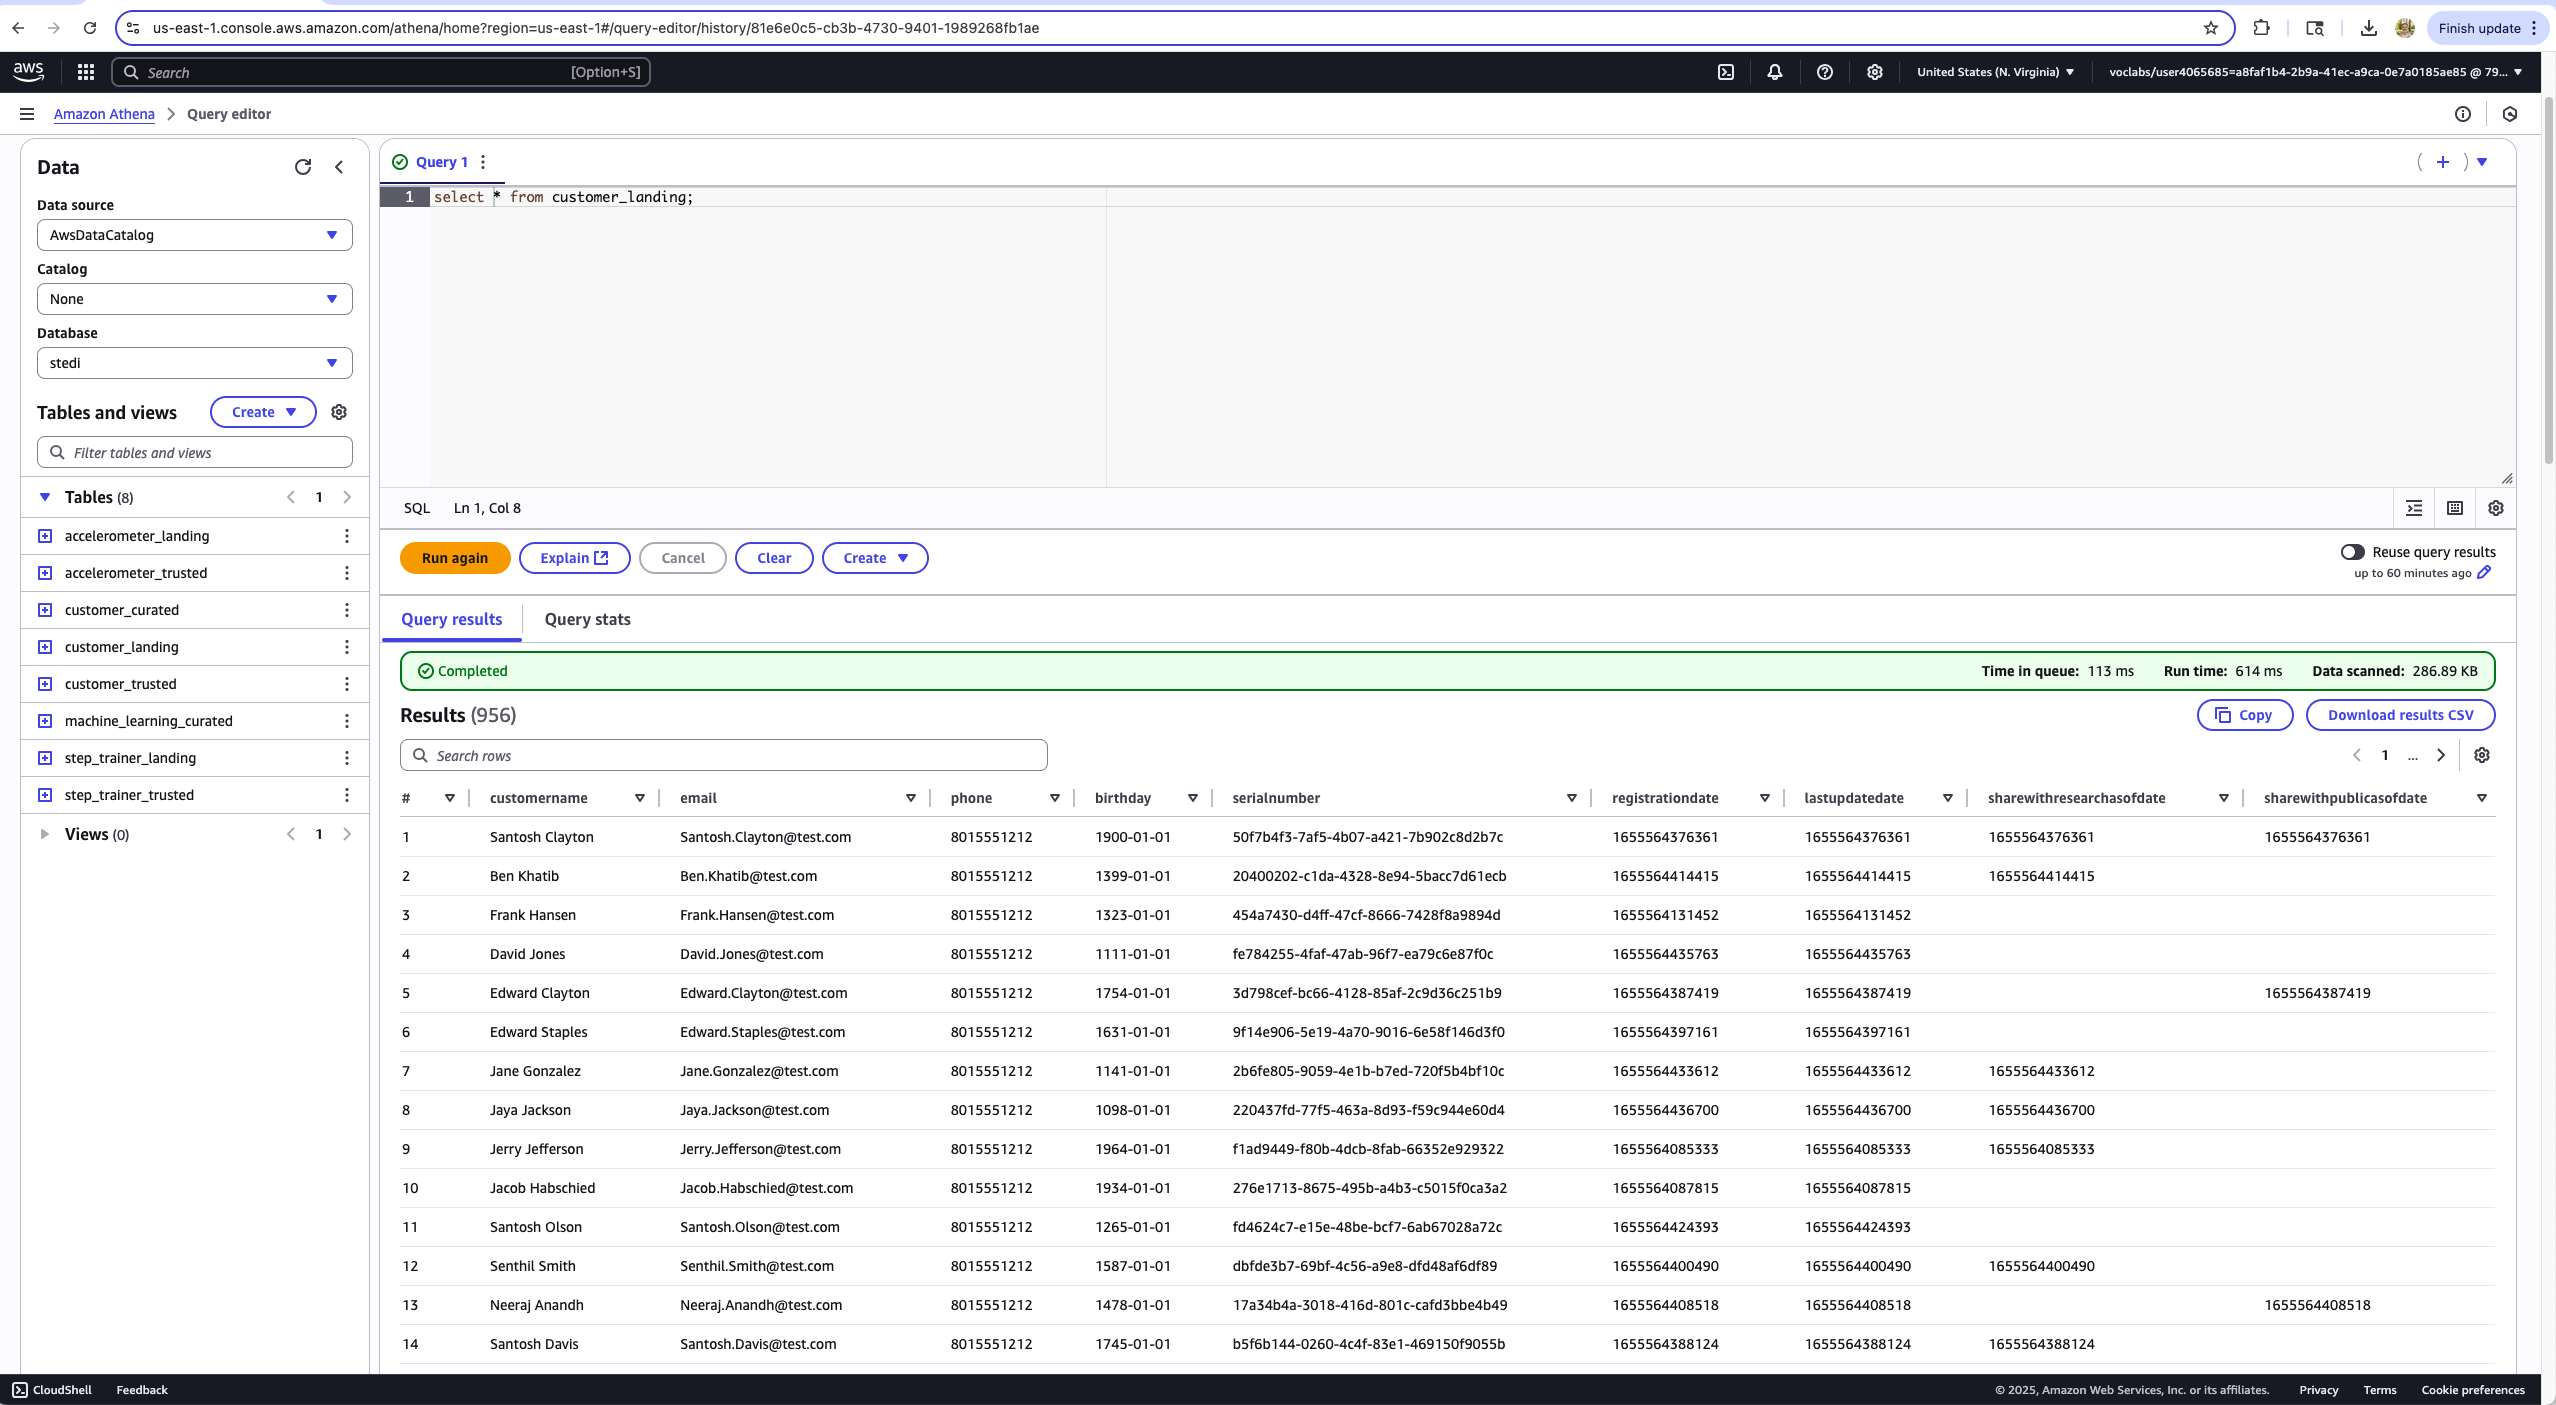 us-east-1.console.aws.amazon.com/athena/home?region=us-east-1#/query-editor/history/81e6e0c5-cb3b-4730-9401-1989268fb1ae
Finish update
aws
Search
[Option+S]
United States (N. Virginia)
voclabs/user4065685=a8faf1b4-2b9a-41ec-a9ca-0e7a0185ae85 @ 79...
Amazon Athena
Query editor
Data
Data source
AwsDataCatalog
Catalog
None
Database
stedi
Tables and views
Create
Filter tables and views
Tables (8)
1
accelerometer_landing
accelerometer_trusted
customer_curated
customer_landing
customer_trusted
machine_learning_curated
step_trainer_landing
step_trainer_trusted
Views (0)
1
Query 1
1 select * from customer_landing;
SQL Ln 1, Col 8
Run again
Explain
Cancel
Clear
Create
Reuse query results
up to 60 minutes ago
Query results
Query stats
Completed
Time in queue: 113 ms Run time: 614 ms Data scanned: 286.89 KB
Results (956)
Copy
Download results CSV
Search rows
1 ...
# customername email phone birthday serialnumber registrationdate lastupdatedate sharewithresearchasofdate sharewithpublicasofdate
1 Santosh Clayton Santosh.Clayton@test.com 8015551212 1900-01-01 50f7b4f3-7af5-4b07-a421-7b902c8d2b7c 1655564376361 1655564376361 1655564376361 1655564376361
2 Ben Khatib Ben.Khatib@test.com 8015551212 1399-01-01 20400202-c1da-4328-8e94-5bacc7d61ecb 1655564414415 1655564414415 1655564414415
3 Frank Hansen Frank.Hansen@test.com 8015551212 1323-01-01 454a7430-d4ff-47cf-8666-7428f8a9894d 1655564131452 1655564131452
4 David Jones David.Jones@test.com 8015551212 1111-01-01 fe784255-4faf-47ab-96f7-ea79c6e87f0c 1655564435763 1655564435763
5 Edward Clayton Edward.Clayton@test.com 8015551212 1754-01-01 3d798cef-bc66-4128-85af-2c9d36c251b9 1655564387419 1655564387419 1655564387419
6 Edward Staples Edward.Staples@test.com 8015551212 1631-01-01 9f14e906-5e19-4a70-9016-6e58f146d3f0 1655564397161 1655564397161
7 Jane Gonzalez Jane.Gonzalez@test.com 8015551212 1141-01-01 2b6fe805-9059-4e1b-b7ed-720f5b4bf10c 1655564433612 1655564433612 1655564433612
8 Jaya Jackson Jaya.Jackson@test.com 8015551212 1098-01-01 220437fd-77f5-463a-8d93-f59c944e60d4 1655564436700 1655564436700 1655564436700
9 Jerry Jefferson Jerry.Jefferson@test.com 8015551212 1964-01-01 f1ad9449-f80b-4dcb-8fab-66352e929322 1655564085333 1655564085333 1655564085333
10 Jacob Habschied Jacob.Habschied@test.com 8015551212 1934-01-01 276e1713-8675-495b-a4b3-c5015f0ca3a2 1655564087815 1655564087815
11 Santosh Olson Santosh.Olson@test.com 8015551212 1265-01-01 fd4624c7-e15e-48be-bcf7-6ab67028a72c 1655564424393 1655564424393
12 Senthil Smith Senthil.Smith@test.com 8015551212 1587-01-01 dbfde3b7-69bf-4c56-a9e8-dfd48af6df89 1655564400490 1655564400490 1655564400490
13 Neeraj Anandh Neeraj.Anandh@test.com 8015551212 1478-01-01 17a34b4a-3018-416d-801c-cafd3bbe4b49 1655564408518 1655564408518 1655564408518
14 Santosh Davis Santosh.Davis@test.com 8015551212 1745-01-01 b5f6b144-0260-4c4f-83e1-469150f9055b 1655564388124 1655564388124 1655564388124
CloudShell Feedback
© 2025, Amazon Web Services, Inc. or its affiliates. Privacy Terms Cookie preferences